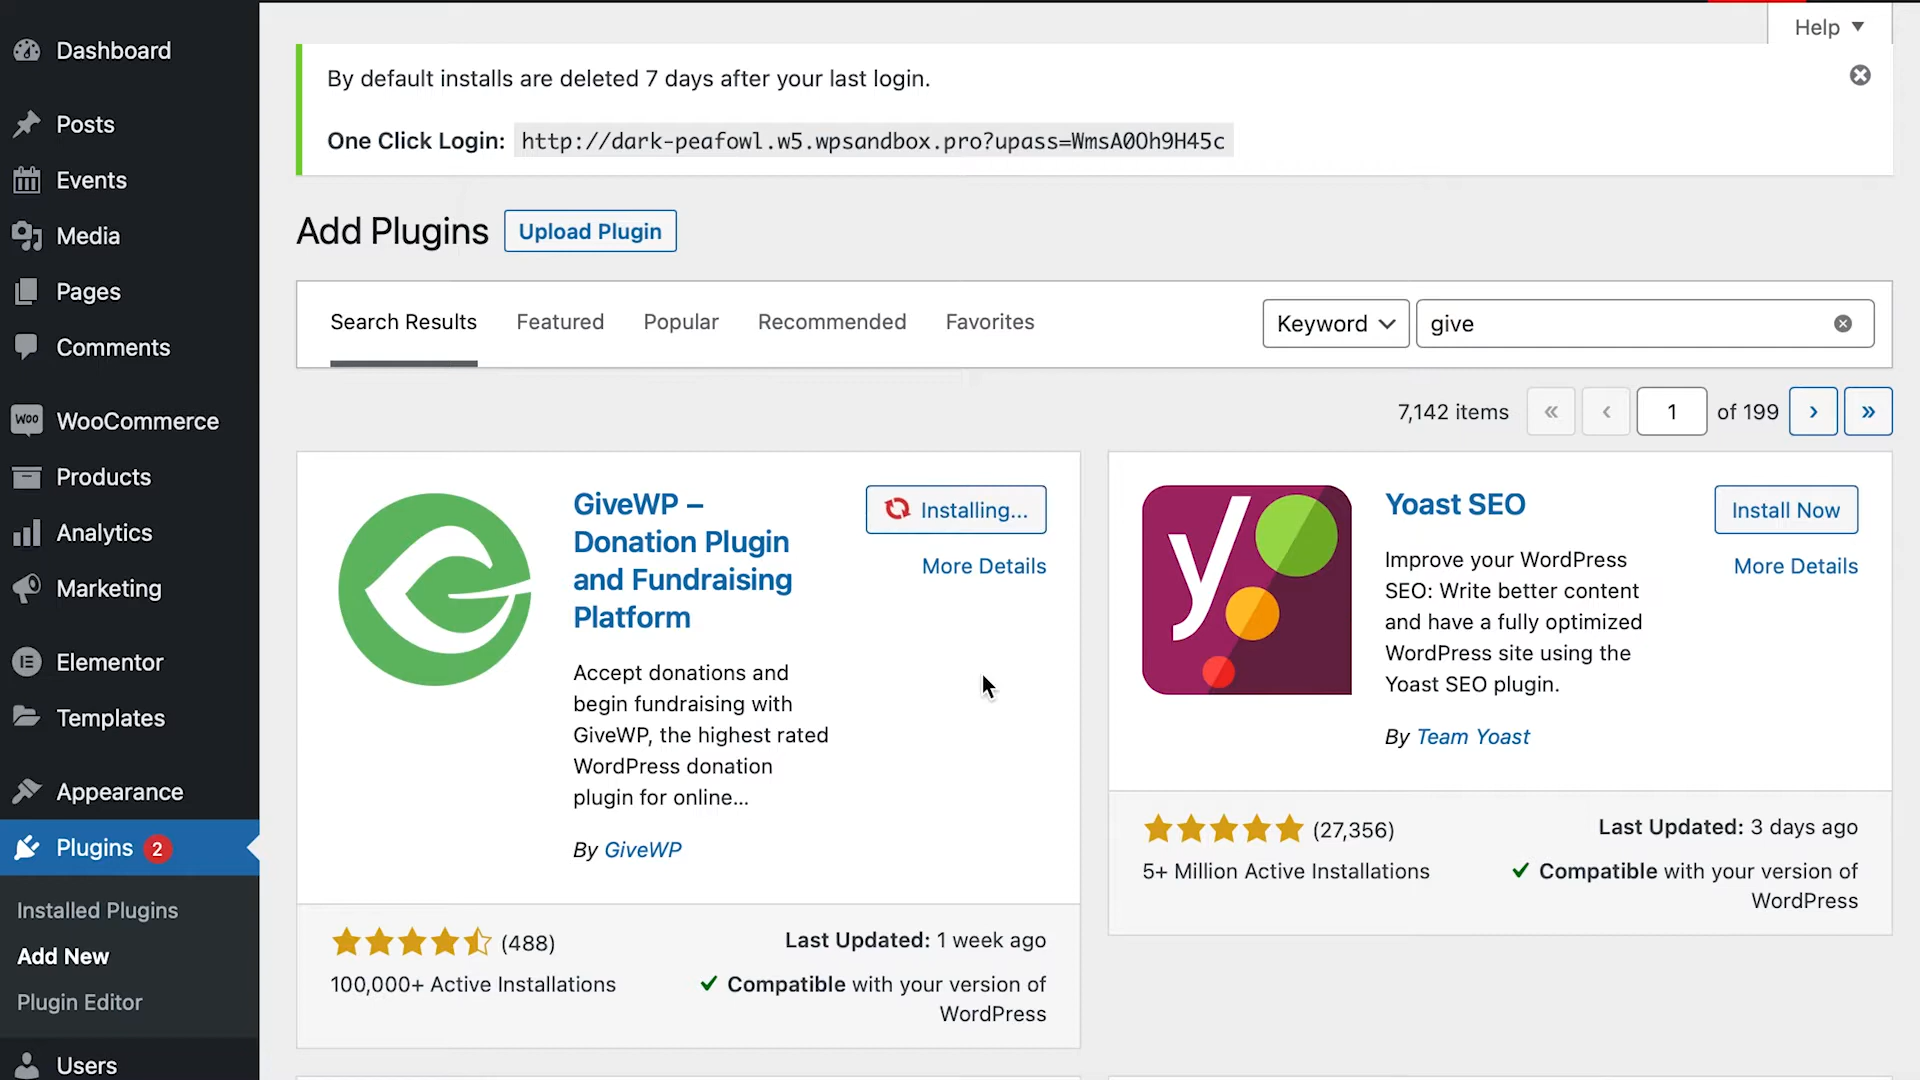 Dashboard
Posts
Events
Media
Pages
Comments
WOO WooCommerce
Products
Analytics
Marketing
Elementor
Templates
Appearance
Plugins 2
Installed Plugins
Add New
Plugin Editor
Users
Help
By default installs are deleted 7 days after your last login.
One Click Login: http://dark-peafowl.w5.wpsandbox.pro?upass=WmsA0Oh9H45c
Add Plugins Upload Plugin
Search Results Featured Popular Recommended Favorites Keyword give
7,142 items « ‹ 1 of 199 › »
GiveWP –
Donation Plugin
and Fundraising
Platform
Installing...
More Details
Accept donations and
begin fundraising with
GiveWP, the highest rated
WordPress donation
plugin for online...
By GiveWP
(488)
100,000+ Active Installations
Last Updated: 1 week ago
Compatible with your version of
WordPress
y
Yoast SEO
Install Now
More Details
Improve your WordPress
SEO: Write better content
and have a fully optimized
WordPress site using the
Yoast SEO plugin.
By Team Yoast
(27,356)
5+ Million Active Installations
Last Updated: 3 days ago
Compatible with your version of
WordPress